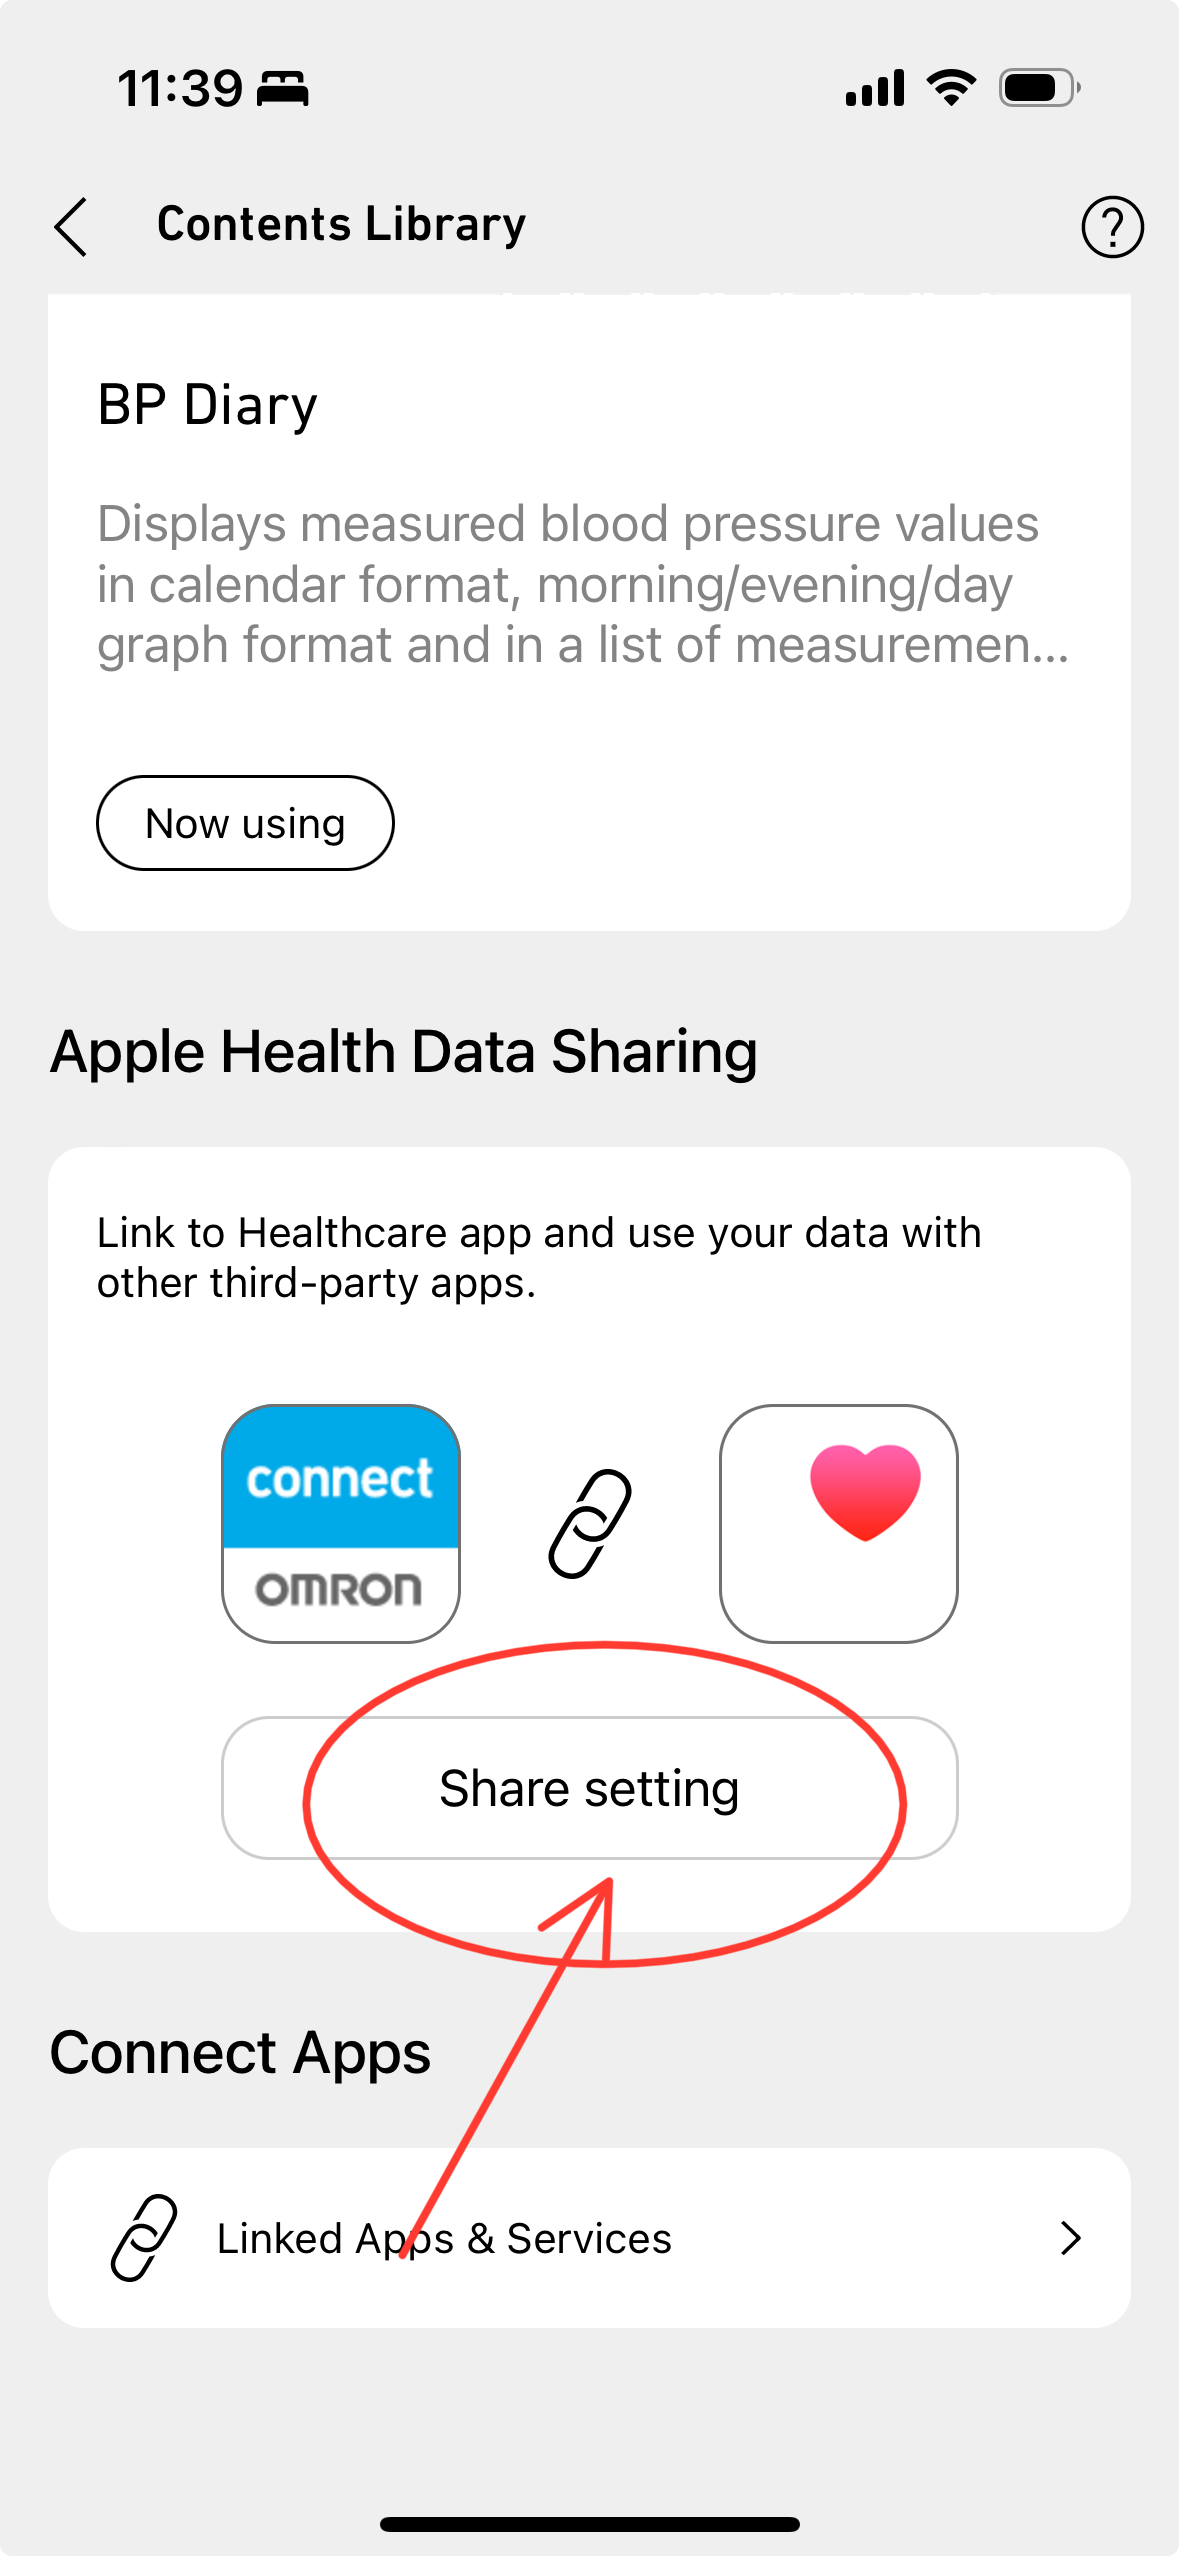 11:39
Contents Library
?
BP Diary
Displays measured blood pressure values
in calendar format, morning/evening/day
graph format and in a list of measuremen...
Now using
Apple Health Data Sharing
Link to Healthcare app and use your data with
other third-party apps.
connect
OMRON
Share setting
Connect Apps
Linked Apps & Services